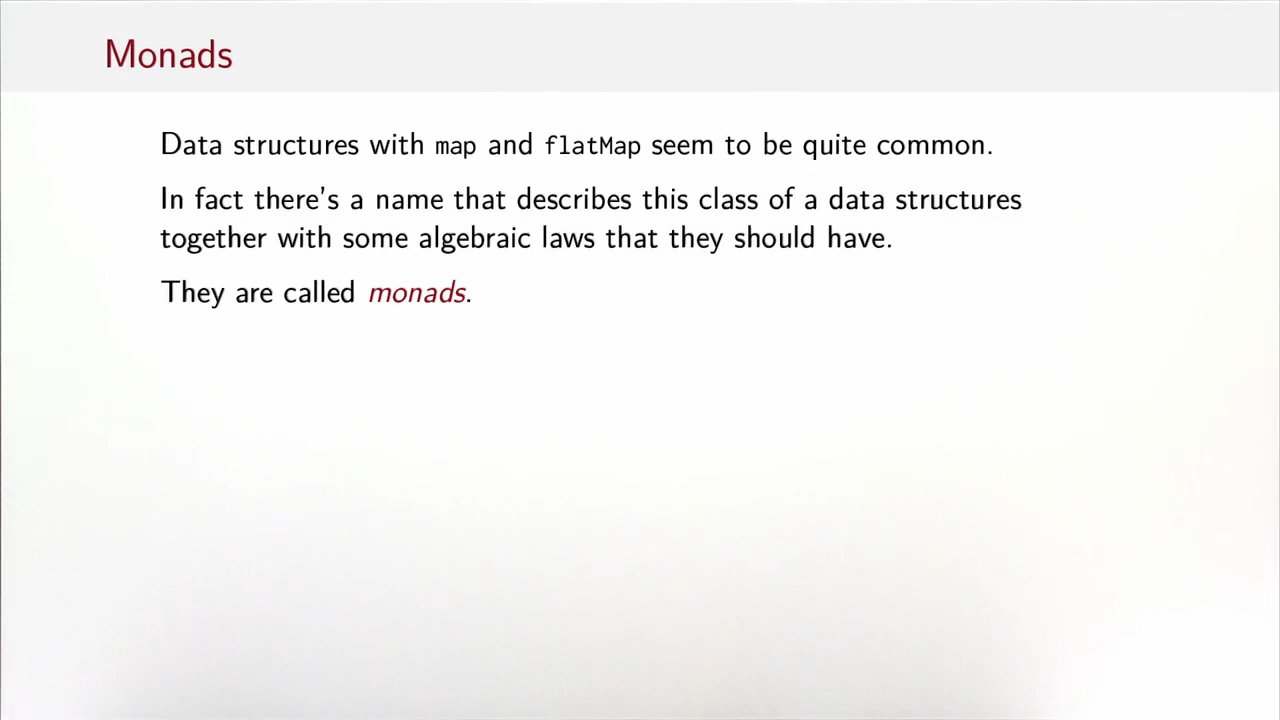 Monads
Data structures with map and flatMap seem to be quite common.
In fact there's a name that describes this class of a data structures
together with some algebraic laws that they should have.
They are called monads.